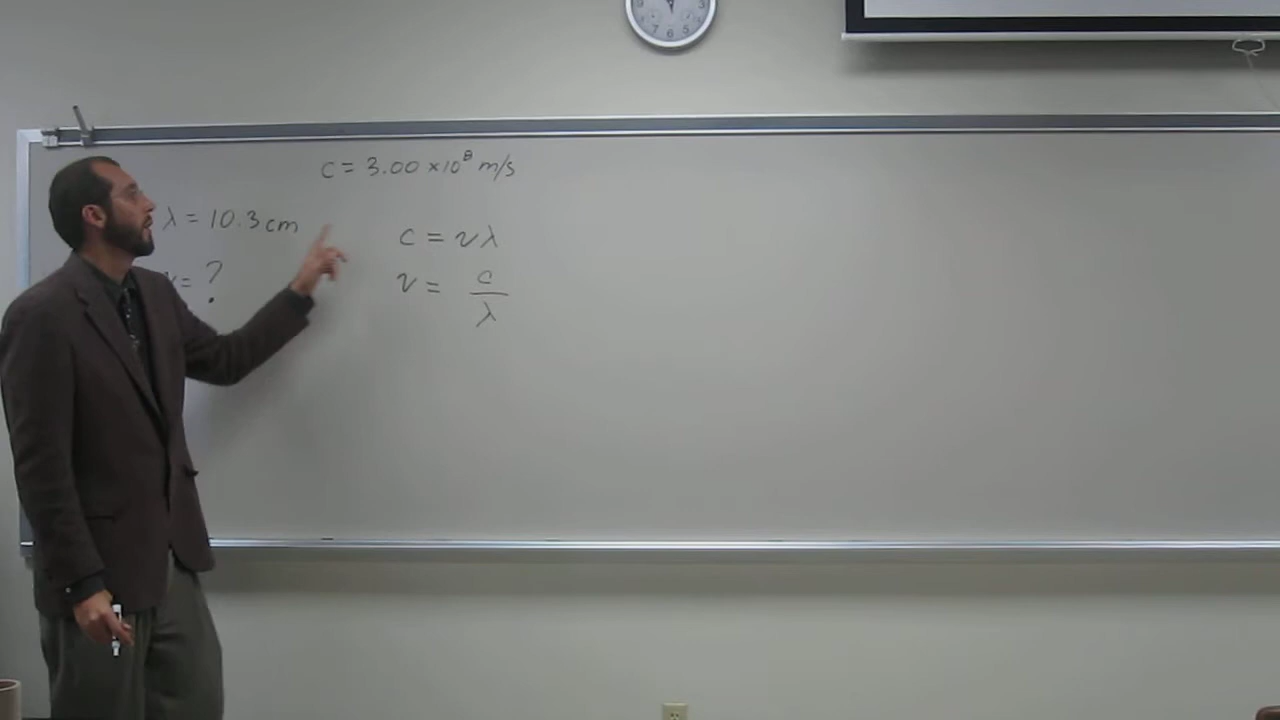 c = 3.00 × 10⁸ m/s
λ = 10.3 cm
c = νλ
ν = ?
ν = c/λ